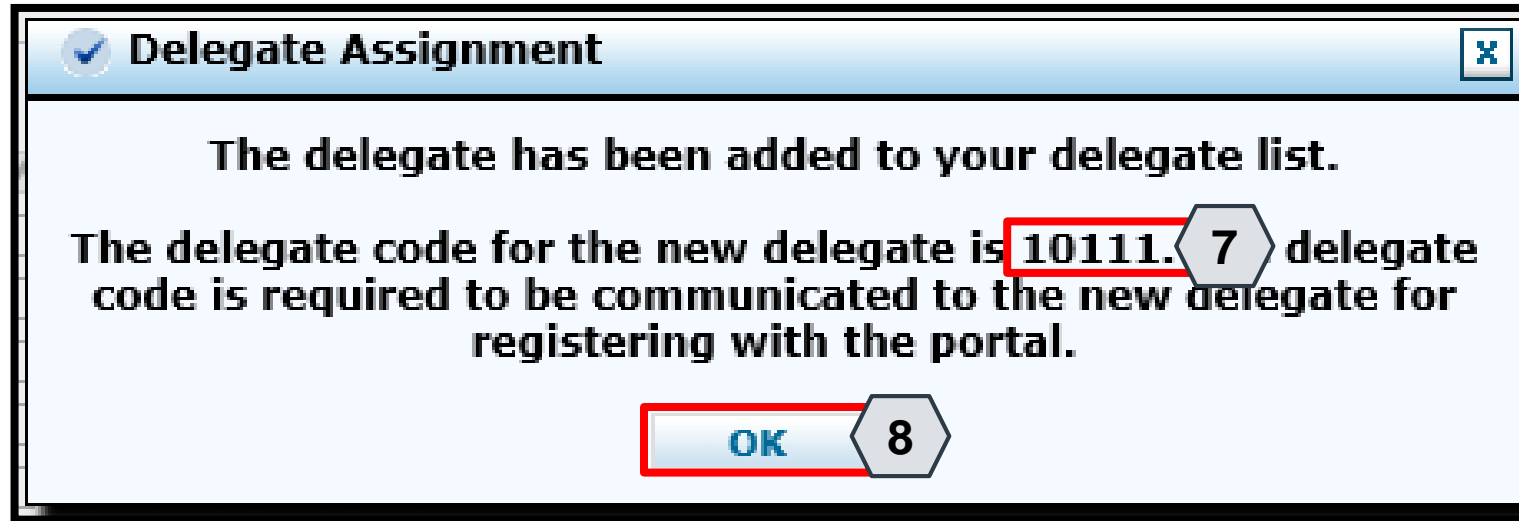 Delegate Assignment
The delegate has been added to your delegate list.
The delegate code for the new delegate is 10111. 7 delegate
code is required to be communicated to the new delegate for
registering with the portal.
OK 8